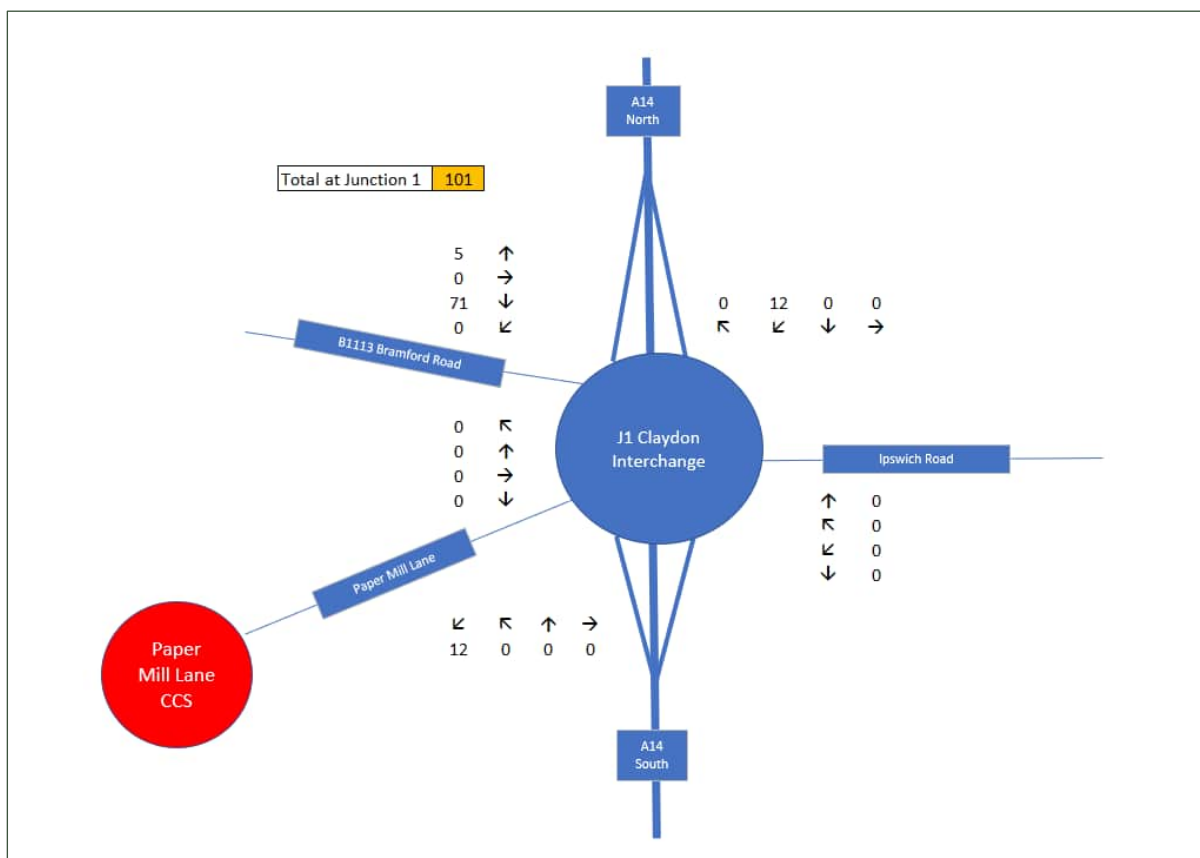 A14
North
Total at Junction 1 101
5 ↑
0 →
71 ↓
0 ↙
0 12 0 0
↖ ↙ ↓ →
B1113 Bramford Road
0 ↖
0 ↑
0 →
0 ↓
J1 Claydon
Interchange
Ipswich Road
↑ 0
↖ 0
↙ 0
↓ 0
Paper Mill Lane
↙ ↖ ↑ →
12 0 0 0
Paper
Mill Lane
CCS
A14
South